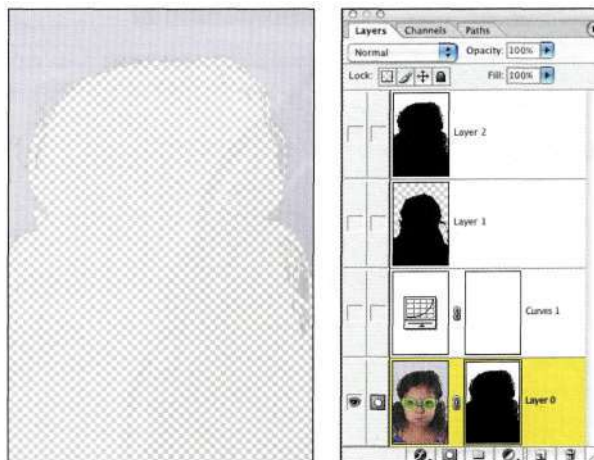 Layers Channels Paths
Normal Opacity: 100%
Lock: Fill: 100%
Layer 2
Layer 1
Curves 1
Layer 0